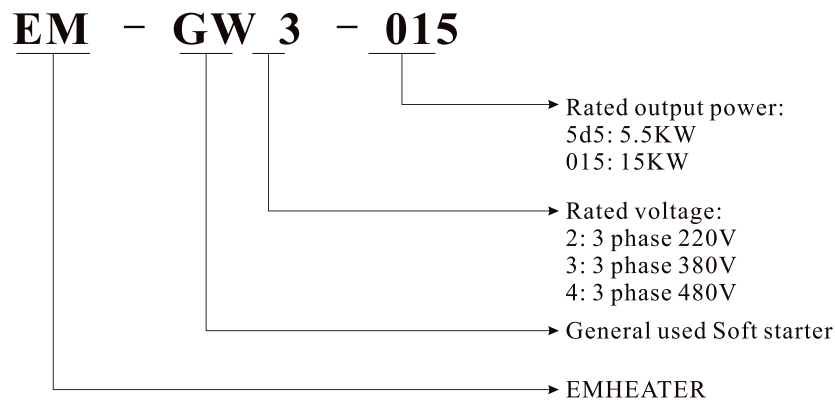 EM - GW 3 - 015
Rated output power:
5d5: 5.5KW
015: 15KW
Rated voltage:
2: 3 phase 220V
3: 3 phase 380V
4: 3 phase 480V
General used Soft starter
EMHEATER